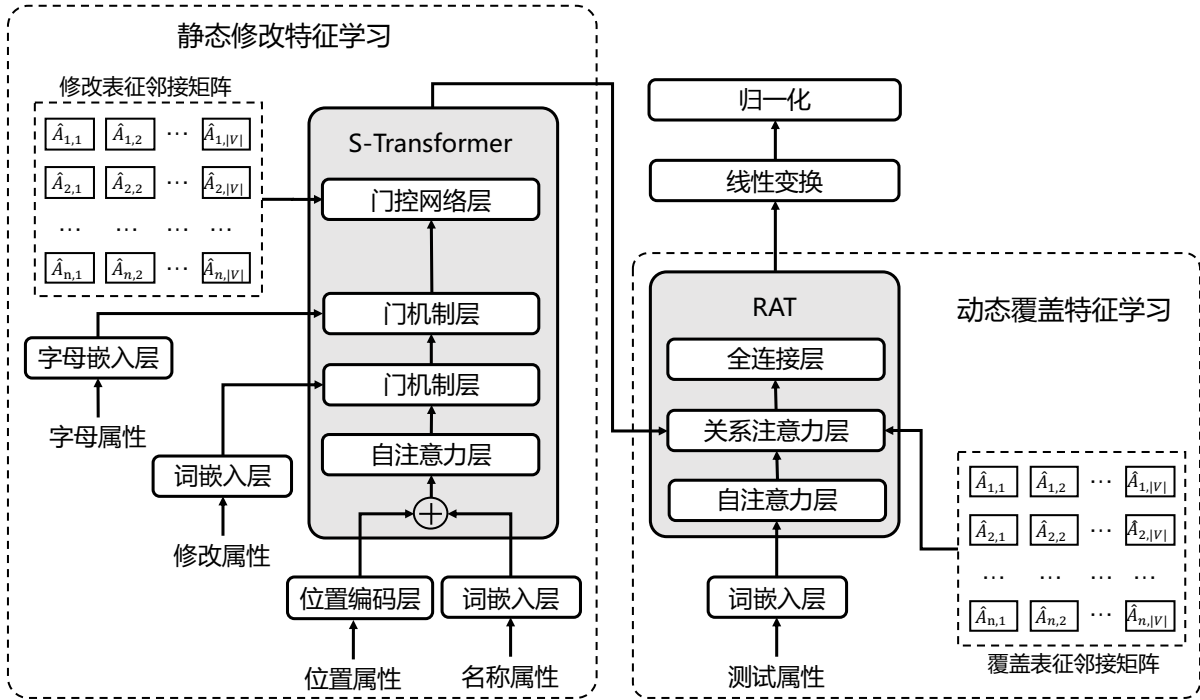 静态修改特征学习
修改表征邻接矩阵
Â1,1 Â1,2 ··· Â1,|V|
Â2,1 Â2,2 ··· Â2,|V|
··· ··· ··· ···
Ân,1 Ân,2 ··· Ân,|V|
S-Transformer
门控网络层
门机制层
字母嵌入层
门机制层
字母属性
自注意力层
词嵌入层
修改属性
位置编码层
词嵌入层
位置属性
名称属性
归一化
线性变换
RAT
动态覆盖特征学习
全连接层
关系注意力层
自注意力层
词嵌入层
测试属性
Â1,1 Â1,2 ··· Â1,|V|
Â2,1 Â2,2 ··· Â2,|V|
··· ··· ··· ···
Ân,1 Ân,2 ··· Ân,|V|
覆盖表征邻接矩阵